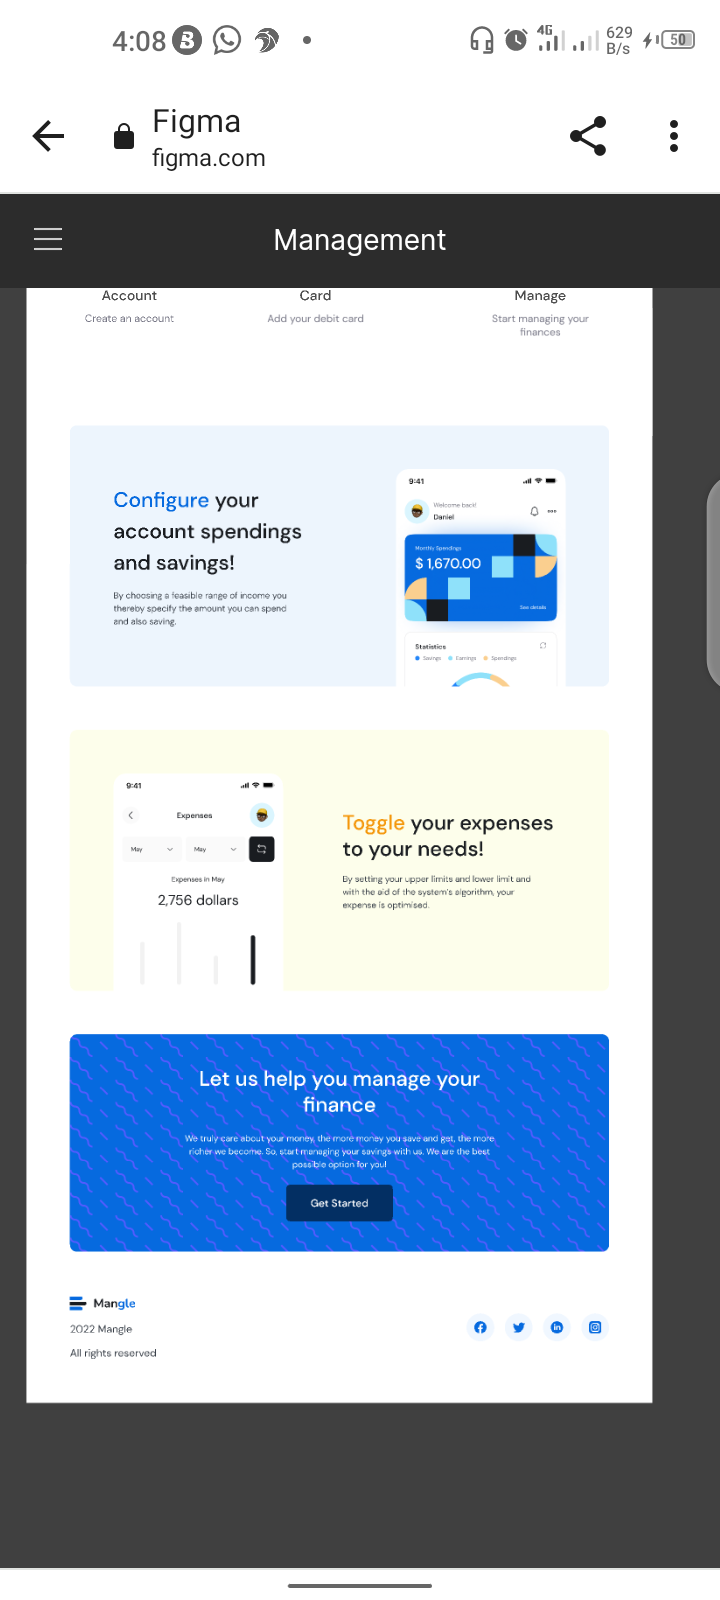 4:08
4G
629
B/s
50
Figma
figma.com
Management
Account
Card
Manage
Create an account
Add your debit card
Start managing your
finances
Configure your
account spendings
and savings!
By choosing a feasible range of income you
thereby specify the amount you can spend
and also saving.
9:41
Welcome back!
Daniel
Monthly Spendings
$ 1,670.00
See details
Statistics
Savings
Earnings
Spendings
9:41
Expenses
May
May
Expenses in May
2,756 dollars
Toggle your expenses
to your needs!
By setting your upper limits and lower limit and
with the aid of the system's algorithm, your
expense is optimised.
Let us help you manage your
finance
We truly care about your money, the more money you save and get, the more
richer we become. So, start managing your savings with us. We are the best
possible option for you!
Get Started
Mangle
2022 Mangle
All rights reserved